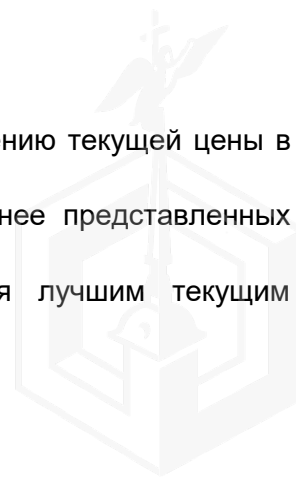 нию текущей цены в
нее представленных
я лучшим текущим